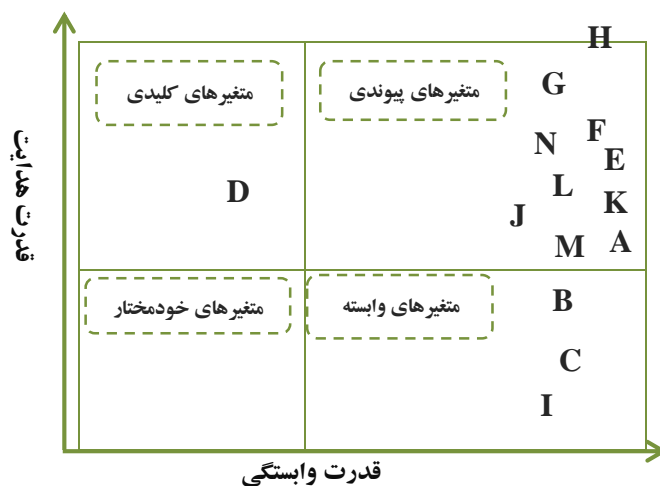 H
متغیرهای کلیدی
متغیرهای پیوندی
G
F
N
E
L
D
K
J
A
M
متغیرهای خودمختار
متغیرهای وابسته
B
C
I
قدرت هدایت
قدرت وابستگی